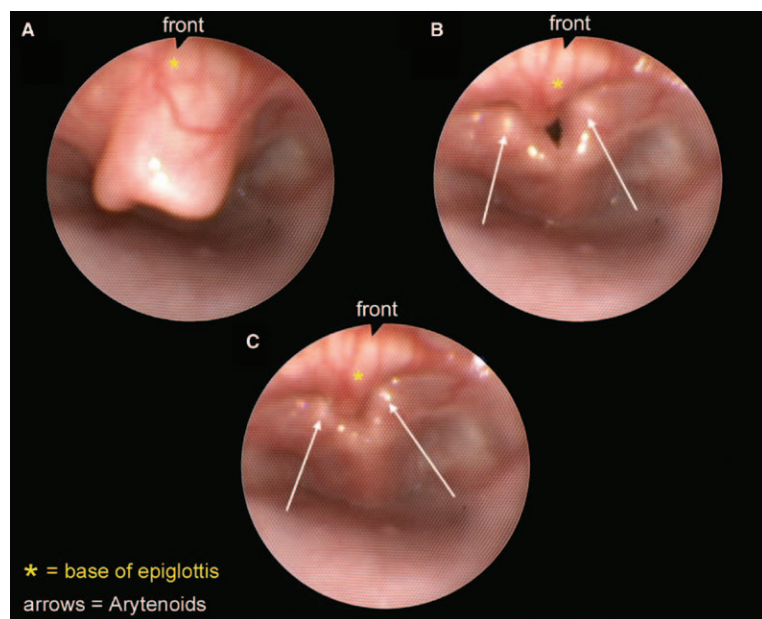 A
front
B
front
C
front
* = base of epiglottis
arrows = Arytenoids